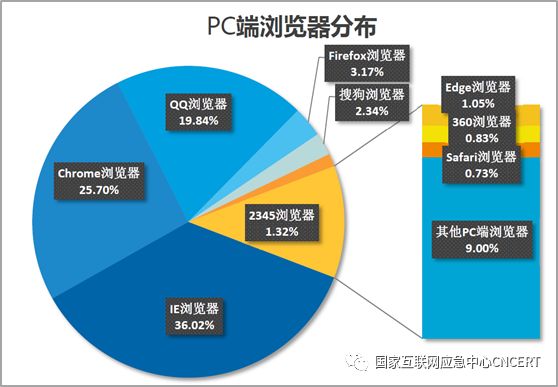 PC端浏览器分布
Firefox浏览器
3.17%
QQ浏览器
19.84%
搜狗浏览器
2.34%
Edge浏览器
1.05%
360浏览器
0.83%
Safari浏览器
0.73%
Chrome浏览器
25.70%
2345浏览器
1.32%
其他PC端浏览器
9.00%
IE浏览器
36.02%
国家互联网应急中心CNCERT